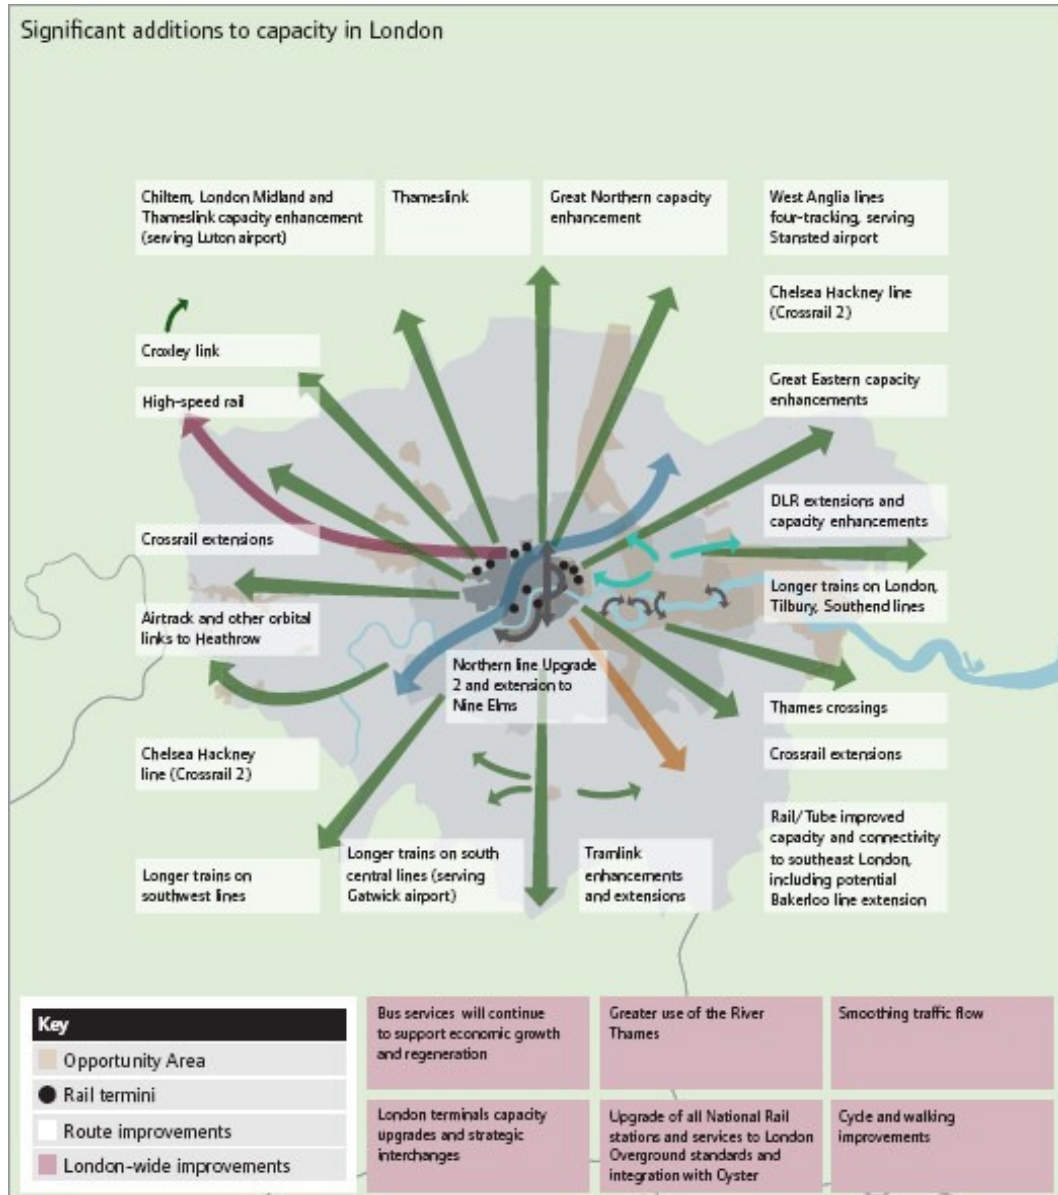 Significant additions to capacity in London
Chiltern, London Midland and
Thameslink capacity enhancement
(serving Luton airport)
Thameslink
Great Northern capacity
enhancement
West Anglia lines
four-tracking, serving
Stansted airport
Chelsea Hackney line
(Crossrail 2)
Croxley link
Great Eastern capacity
enhancements
High-speed rail
DLR extensions and
capacity enhancements
Crossrail extensions
Longer trains on London,
Tilbury, Southend lines
Airtrack and other orbital
links to Heathrow
Northern line Upgrade
2 and extension to
Nine Elms
Thames crossings
Chelsea Hackney
line (Crossrail 2)
Crossrail extensions
Rail/Tube improved
capacity and connectivity
to southeast London,
including potential
Bakerloo line extension
Longer trains on
southwest lines
Longer trains on south
central lines (serving
Gatwick airport)
Tramlink
enhancements
and extensions
Key
Opportunity Area
Rail termini
Route improvements
London-wide improvements
Bus services will continue
to support economic growth
and regeneration
Greater use of the River
Thames
Smoothing traffic flow
London terminals capacity
upgrades and strategic
interchanges
Upgrade of all National Rail
stations and services to London
Overground standards and
integration with Oyster
Cycle and walking
improvements